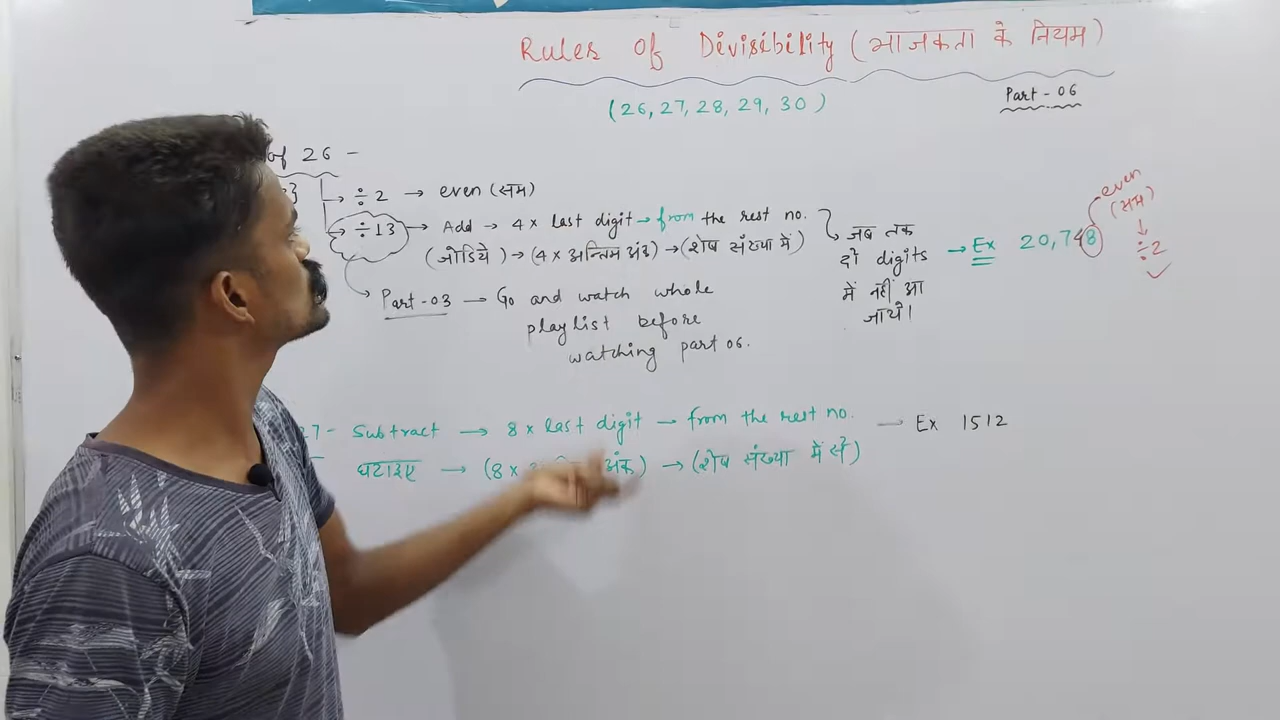 Rules Of Divisibility (भाजकता के नियम)
(26, 27, 28, 29, 30)
Part - 06
of 26 -
÷2 → even (सम)
÷13 → Add → 4 × last digit → from the rest no.
(जोडिये) → (4 × अन्तिम अंक) → (शेष संख्या में)
जब तक
दो digits
में नहीं आ
जाये।
→ Ex 20,748
even
(सम)
↓
÷2
✓
Part-03 → Go and watch whole
playlist before
watching part 06.
27- Subtract → 8 × last digit → from the rest no. — Ex 1512
घटाइए → (8 × अंक) → (शेष संख्या में से)